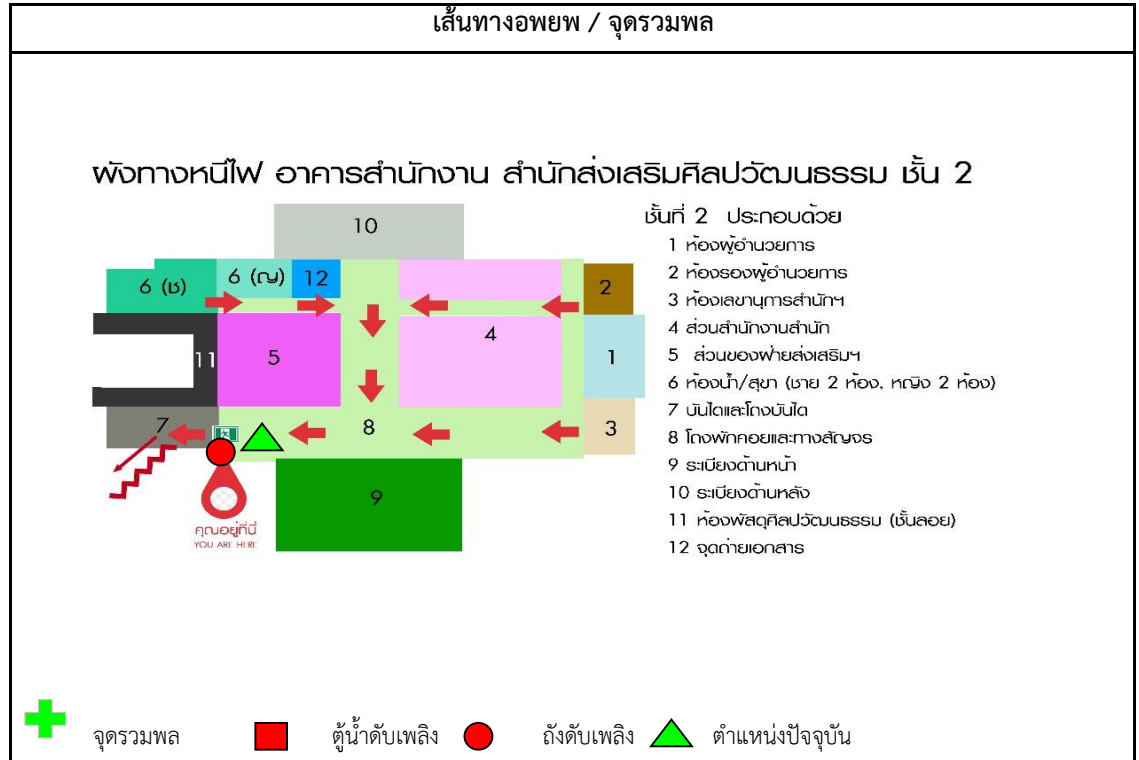 เส้นทางอพยพ / จุดรวมพล
ผังทางหนีไฟ อาคารสำนักงาน สำนักส่งเสริมศิลปวัฒนธรรม ชั้น 2
ชั้นที่ 2 ประกอบด้วย
1 ห้องผู้อำนวยการ
2 ห้องรองผู้อำนวยการ
3 ห้องเลขานุการสำนักฯ
4 ส่วนสำนักงานสำนัก
5 ส่วนของฝ่ายส่งเสริมฯ
6 ห้องน้ำ/สุขา (ชาย 2 ห้อง, หญิง 2 ห้อง)
7 บันไดและโถงบันได
8 โถงพักคอยและทางสัญจร
9 ระเบียงด้านหน้า
10 ระเบียงด้านหลัง
11 ห้องพัสดุศิลปวัฒนธรรม (ชั้นลอย)
12 จุดถ่ายเอกสาร
10
6 (ช)
6 (ญ)
12
2
11
5
4
1
7
8
3
9
คุณอยู่ที่นี่
YOU ARE HERE
จุดรวมพล
ตู้น้ำดับเพลิง
ถังดับเพลิง
ตำแหน่งปัจจุบัน